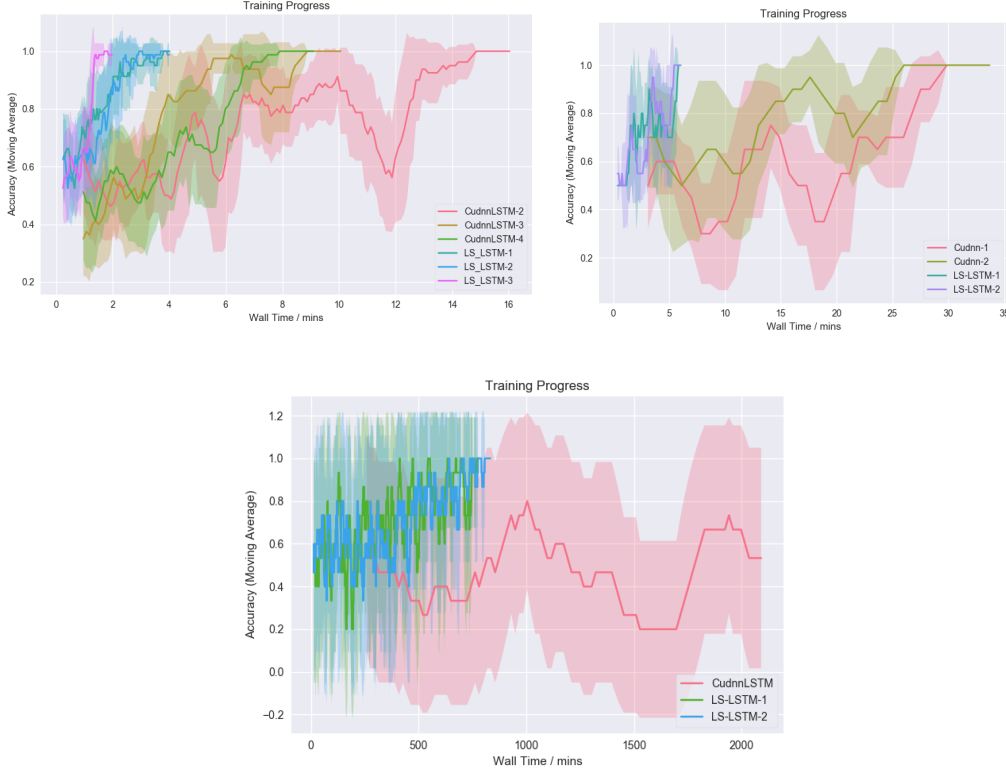 Training Progress
Accuracy (Moving Average)
1.0
0.8
0.6
0.4
0.2
CudnnLSTM-2
CudnnLSTM-3
CudnnLSTM-4
LS_LSTM-1
LS_LSTM-2
LS_LSTM-3
0 2 4 6 8 10 12 14 16
Wall Time / mins
Training Progress
Accuracy (Moving Average)
1.0
0.8
0.6
0.4
0.2
Cudnn-1
Cudnn-2
LS-LSTM-1
LS-LSTM-2
0 5 10 15 20 25 30 35
Wall Time / mins
Training Progress
Accuracy (Moving Average)
1.2
1.0
0.8
0.6
0.4
0.2
0.0
−0.2
CudnnLSTM
LS-LSTM-1
LS-LSTM-2
0 500 1000 1500 2000
Wall Time / mins